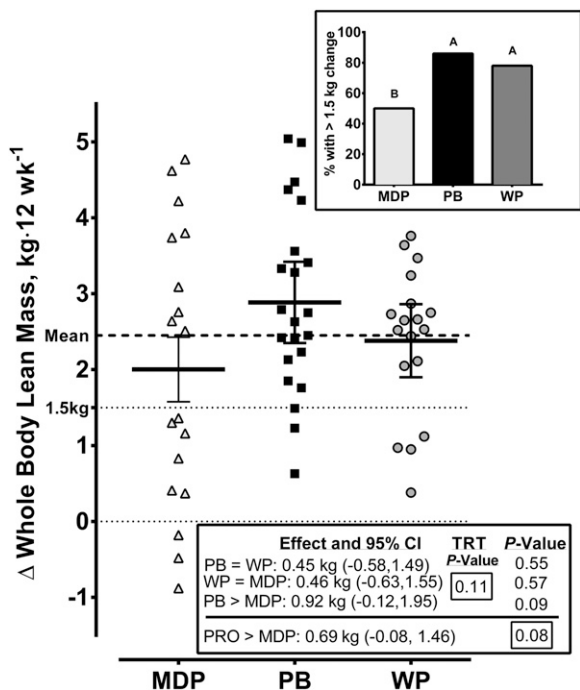 % with > 1.5 kg change
100
80
60
40
20
0
B
A
A
MDP PB WP
Δ Whole Body Lean Mass, kg·12 wk⁻¹
5
4
3
Mean
2
1.5kg
1
0
-1
Effect and 95% CI
TRT
P-Value
P-Value
PB = WP: 0.45 kg (-0.58,1.49)
0.55
WP = MDP: 0.46 kg (-0.63,1.55)
0.11
0.57
PB > MDP: 0.92 kg (-0.12,1.95)
0.09
PRO > MDP: 0.69 kg (-0.08, 1.46)
0.08
MDP PB WP